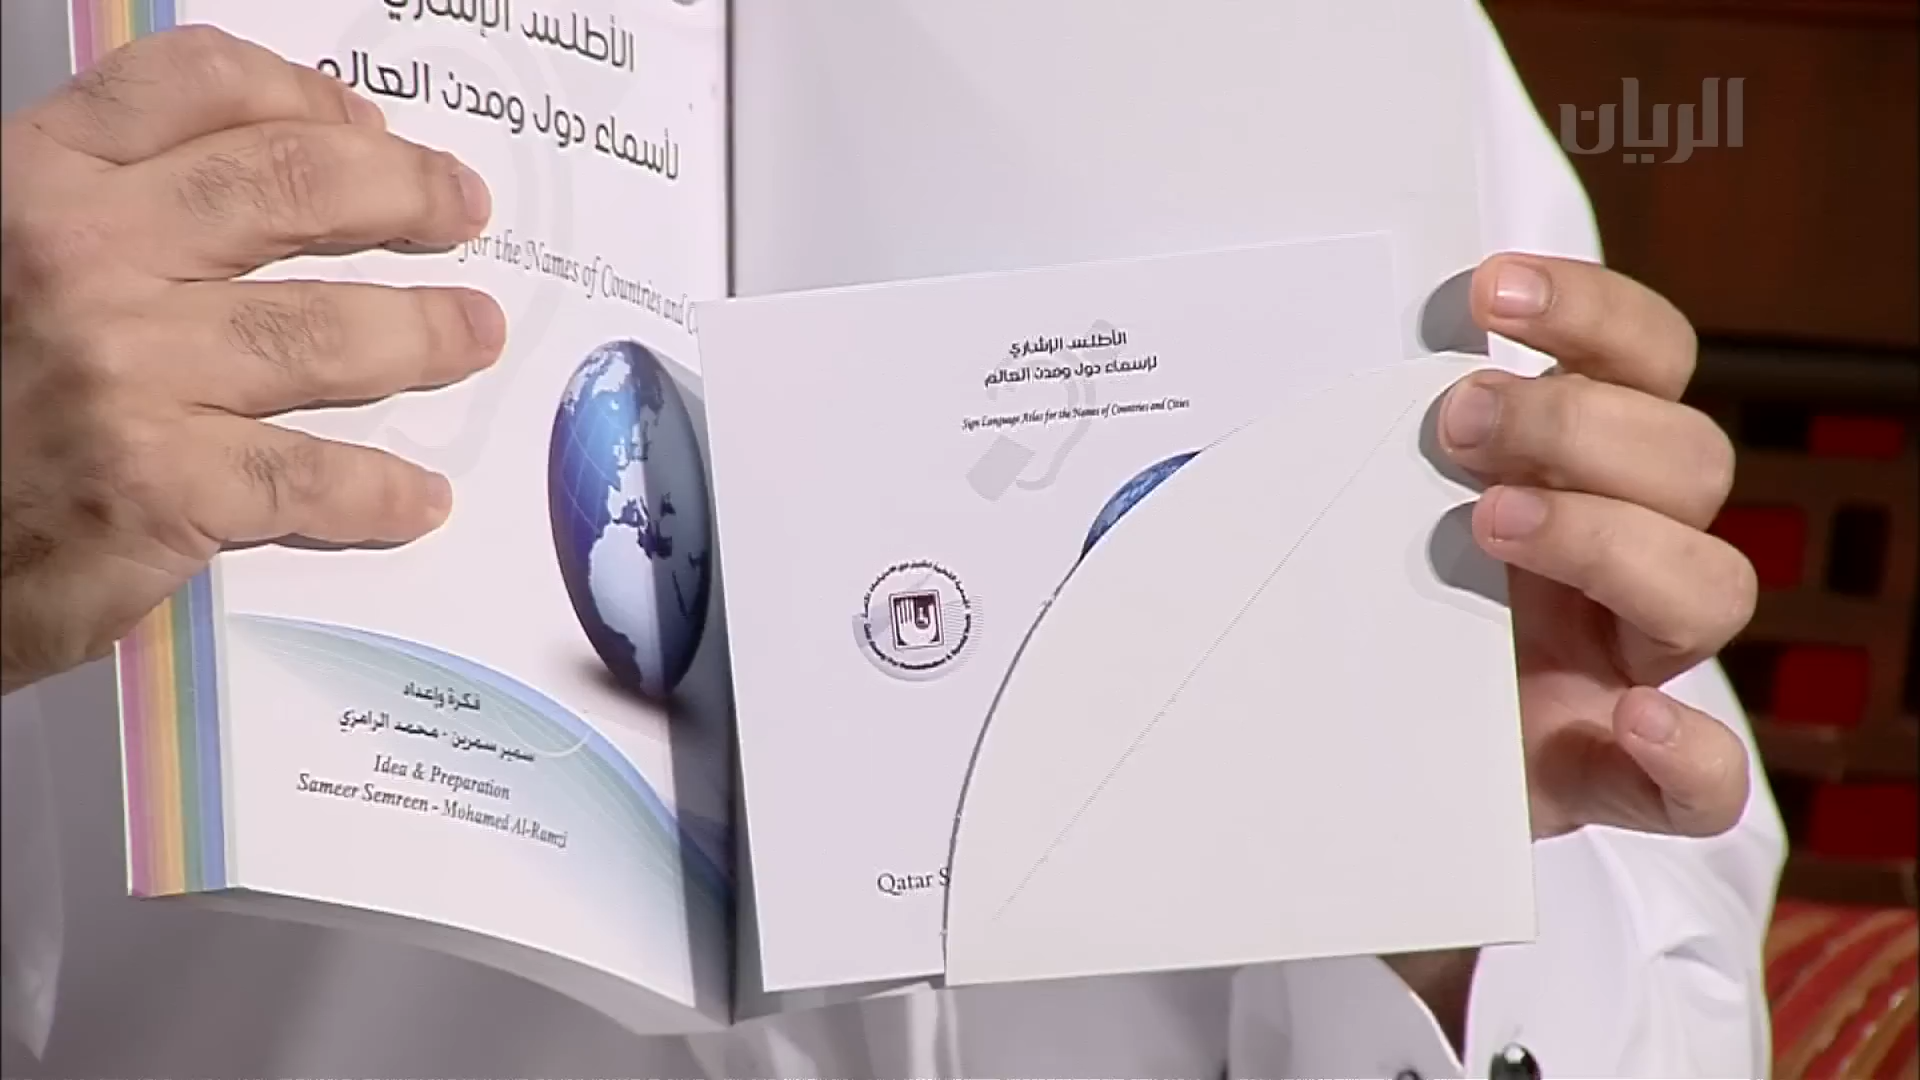 الريان
الأطلس الإشاري
لأسماء دول ومدن العالم
for the Names of Countries and
فكرة وإعداد
سمير سمرين - محمد الرامزي
Idea & Preparation
Sameer Semreen - Mohamed Al-Ramzi
الأطلس الإشاري
لأسماء دول ومدن العالم
Sign Language Atlas for the Names of Countries and Cities
Qatar S